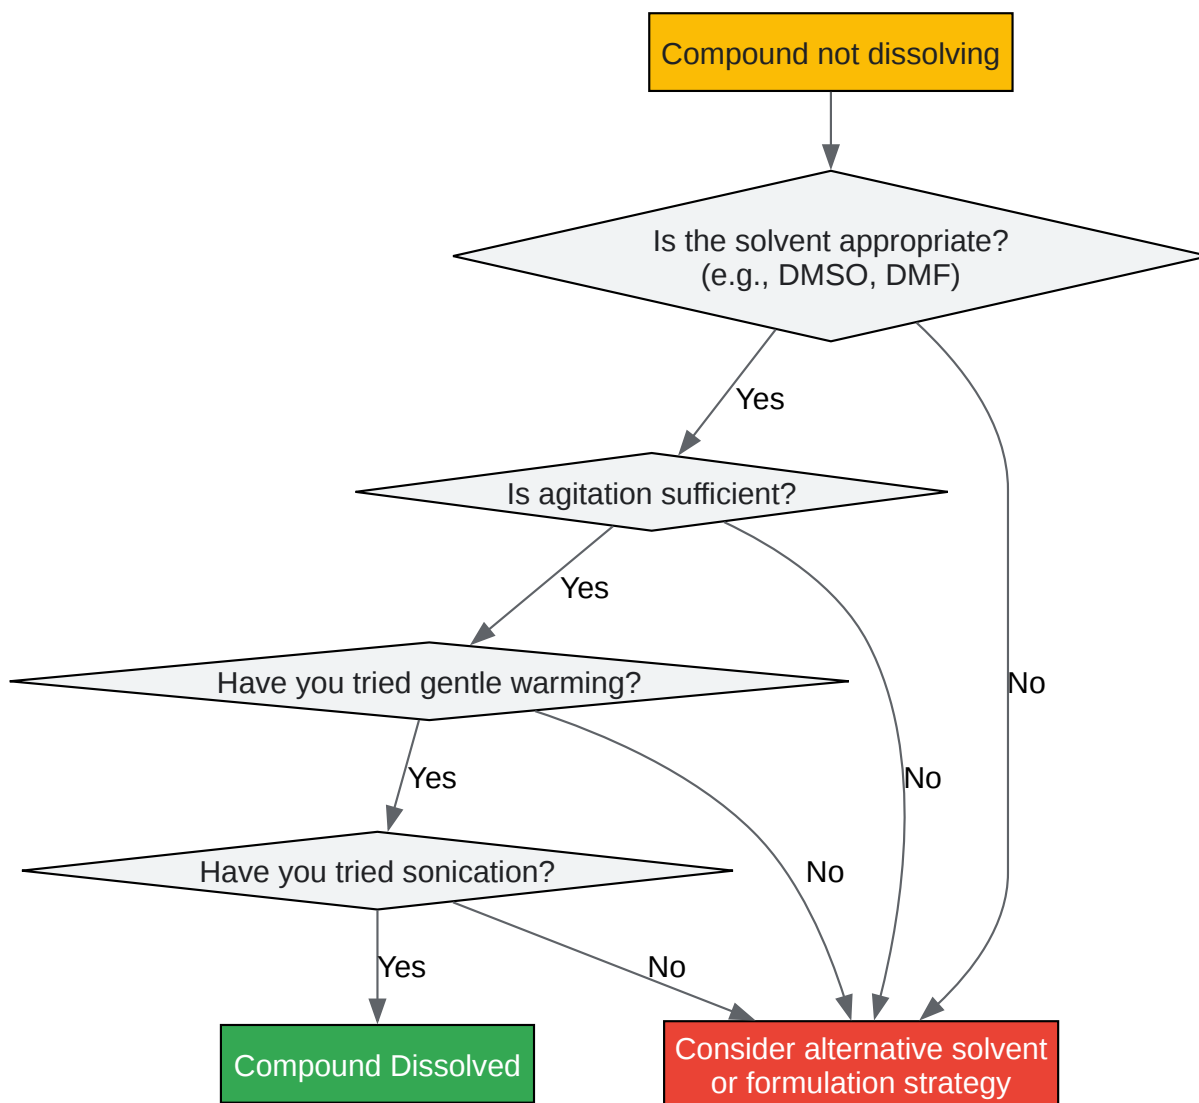 Compound not dissolving
Is the solvent appropriate?
(e.g., DMSO, DMF)
Yes
Is agitation sufficient?
Yes
Have you tried gentle warming?
No
Yes
No
Have you tried sonication?
No
Yes
No
Compound Dissolved
Consider alternative solvent
or formulation strategy